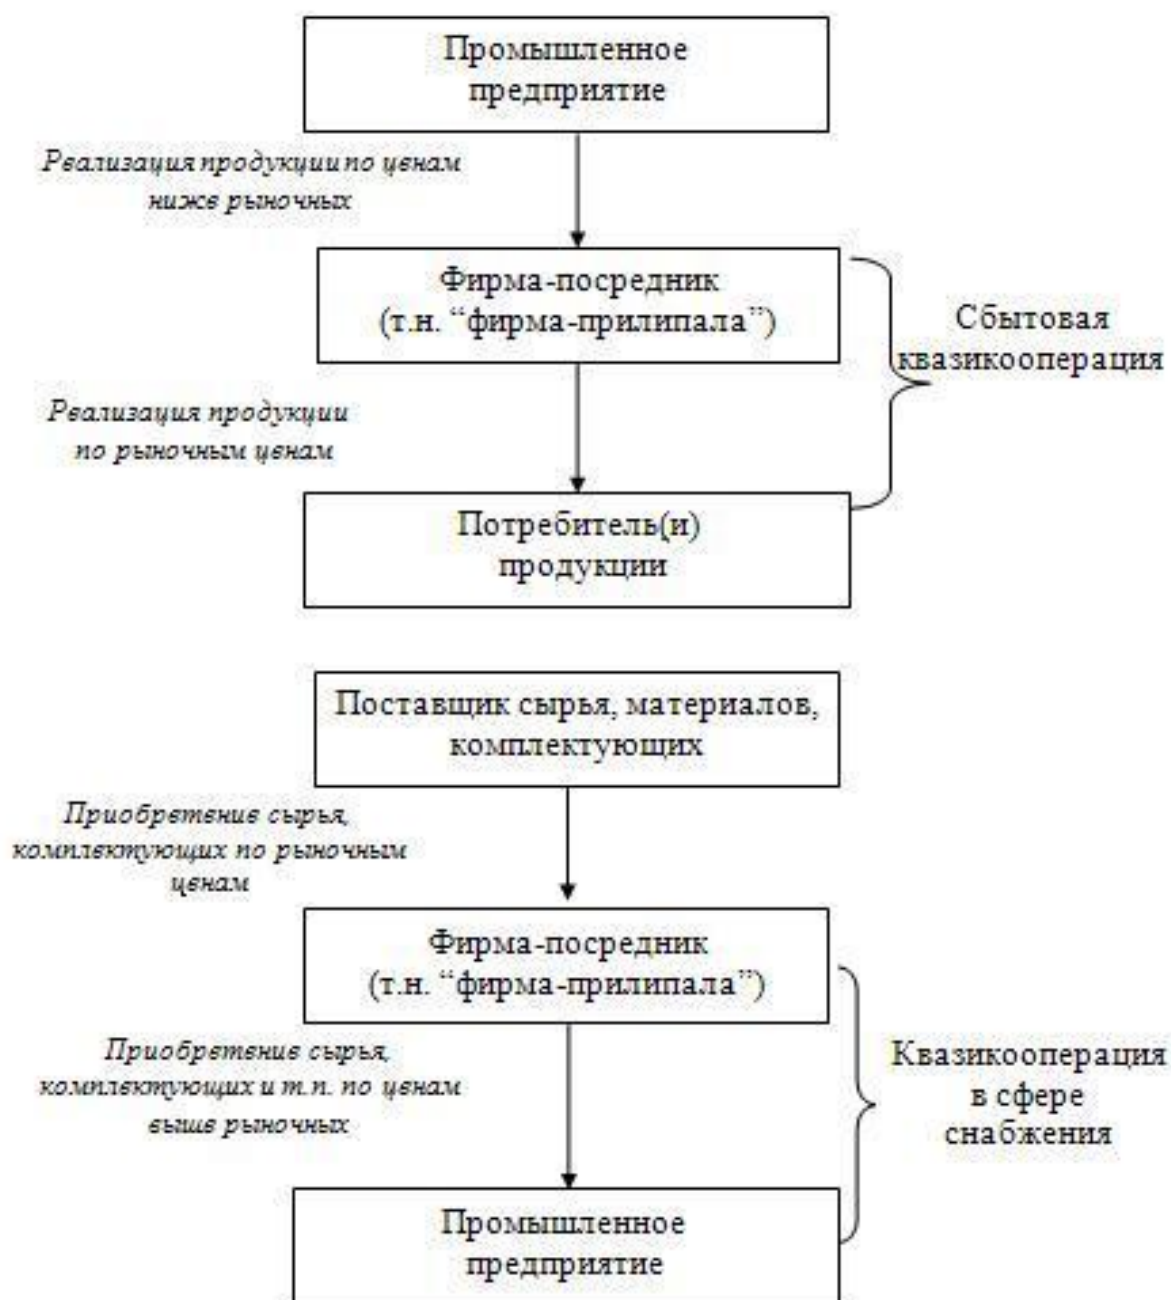 Промышленное
предприятие
Реализация продукции по ценам
ниже рыночных
Фирма-посредник
(т.н. “фирма-прилипала”)
Сбытовая
квазикооперация
Реализация продукции
по рыночным ценам
Потребитель(и)
продукции
Поставщик сырья, материалов,
комплектующих
Приобретение сырья,
комплектующих по рыночным
ценам
Фирма-посредник
(т.н. “фирма-прилипала”)
Приобретение сырья,
комплектующих и т.п. по ценам
выше рыночных
Квазикооперация
в сфере
снабжения
Промышленное
предприятие